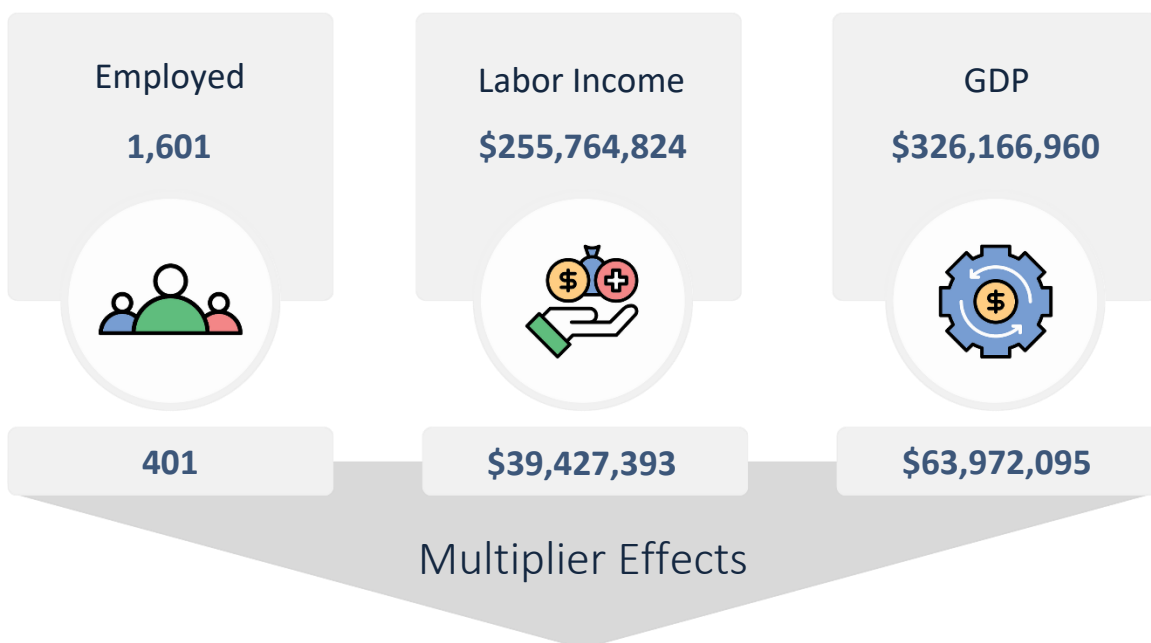 Employed
1,601
Labor Income
$255,764,824
GDP
$326,166,960
$
$
401
$39,427,393
$63,972,095
Multiplier Effects